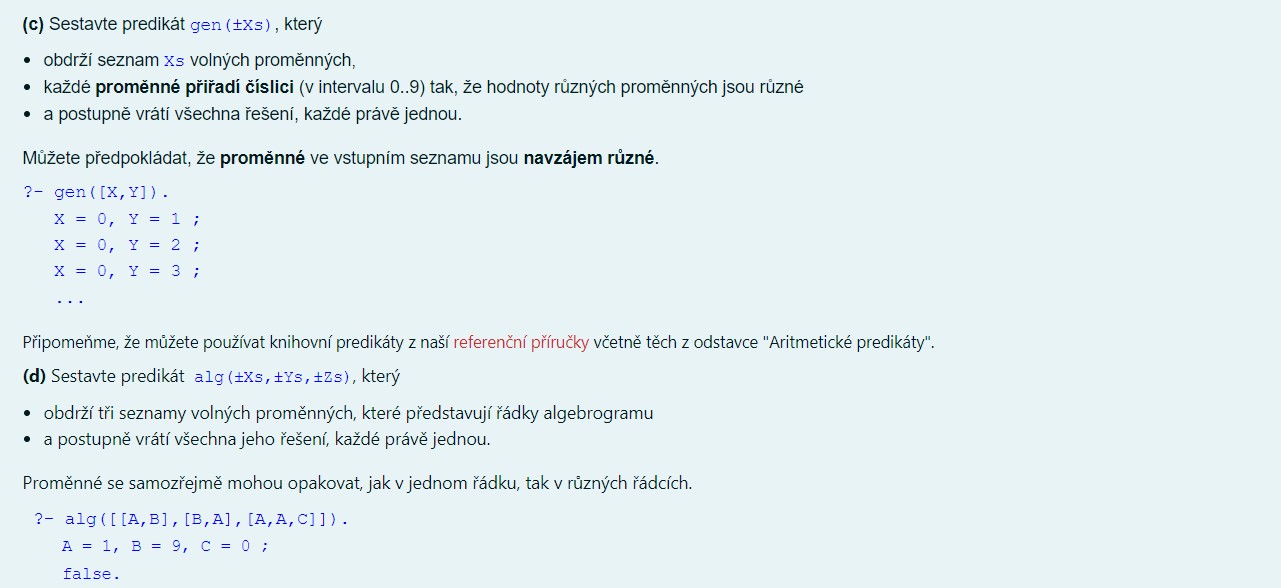 (c) Sestavte predikát gen(±Xs), který
• obdrží seznam Xs volných proměnných,
• každé proměnné přiřadí číslici (v intervalu 0..9) tak, že hodnoty různých proměnných jsou různé
• a postupně vrátí všechna řešení, každé právě jednou.
Můžete předpokládat, že proměnné ve vstupním seznamu jsou navzájem různé.
?- gen([X,Y]).
X = 0, Y = 1 ;
X = 0, Y = 2 ;
X = 0, Y = 3 ;
...
Připomeňme, že můžete používat knihovní predikáty z naší referenční příručky včetně těch z odstavce "Aritmetické predikáty".
(d) Sestavte predikát alg(±Xs,±Ys,±Zs), který
• obdrží tři seznamy volných proměnných, které představují řádky algebrogramu
• a postupně vrátí všechna jeho řešení, každé právě jednou.
Proměnné se samozřejmě mohou opakovat, jak v jednom řádku, tak v různých řádcích.
?- alg([[A,B],[B,A],[A,A,C]]).
A = 1, B = 9, C = 0 ;
false.